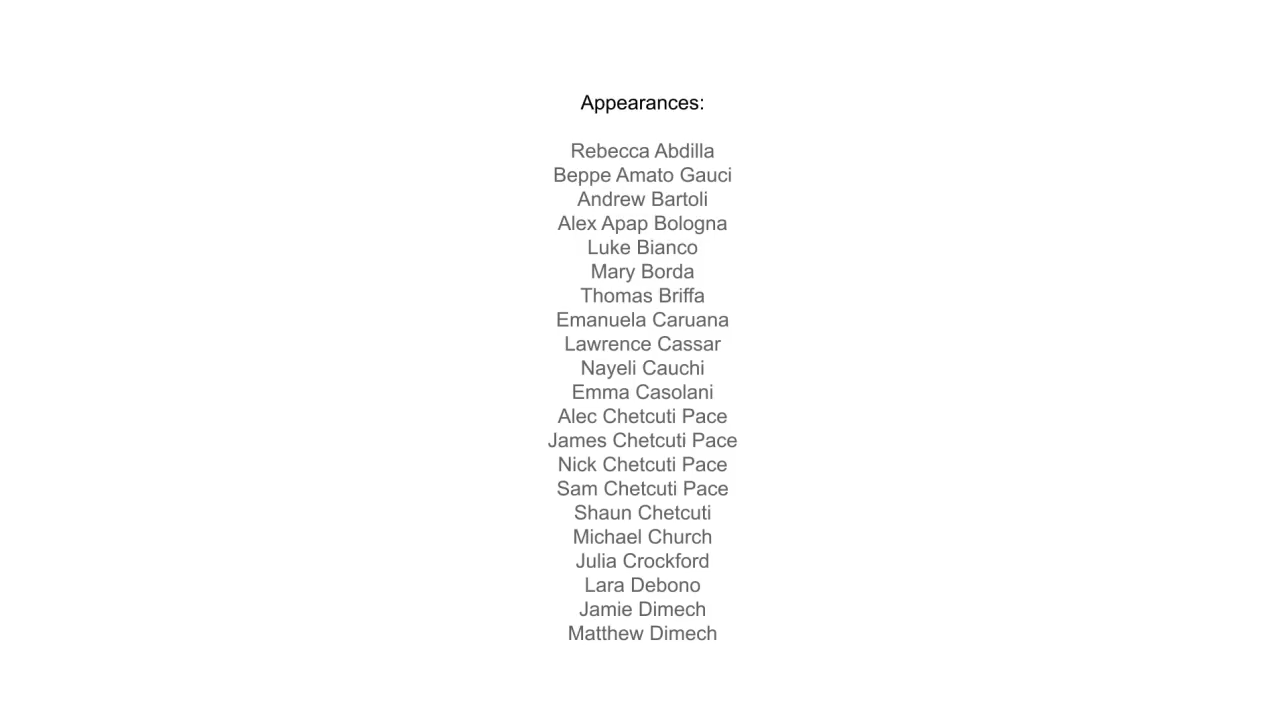 Appearances:
Rebecca Abdilla
Beppe Amato Gauci
Andrew Bartoli
Alex Apap Bologna
Luke Bianco
Mary Borda
Thomas Briffa
Emanuela Caruana
Lawrence Cassar
Nayeli Cauchi
Emma Casolani
Alec Chetcuti Pace
James Chetcuti Pace
Nick Chetcuti Pace
Sam Chetcuti Pace
Shaun Chetcuti
Michael Church
Julia Crockford
Lara Debono
Jamie Dimech
Matthew Dimech